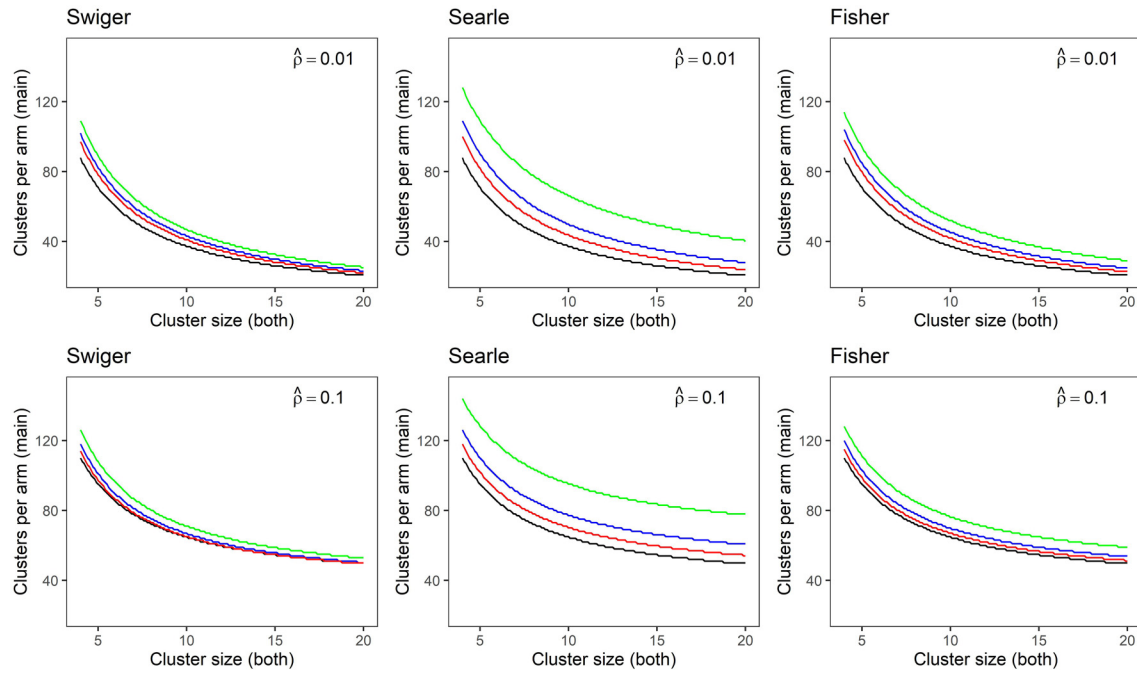 Swiger
Searle
Fisher
ρ̂ = 0.01
ρ̂ = 0.01
ρ̂ = 0.01
Clusters per arm (main)
120
80
40
Clusters per arm (main)
120
80
40
Clusters per arm (main)
120
80
40
5 10 15 20
5 10 15 20
5 10 15 20
Cluster size (both)
Cluster size (both)
Cluster size (both)
Swiger
Searle
Fisher
ρ̂ = 0.1
ρ̂ = 0.1
ρ̂ = 0.1
Clusters per arm (main)
120
80
40
Clusters per arm (main)
120
80
40
Clusters per arm (main)
120
80
40
5 10 15 20
5 10 15 20
5 10 15 20
Cluster size (both)
Cluster size (both)
Cluster size (both)